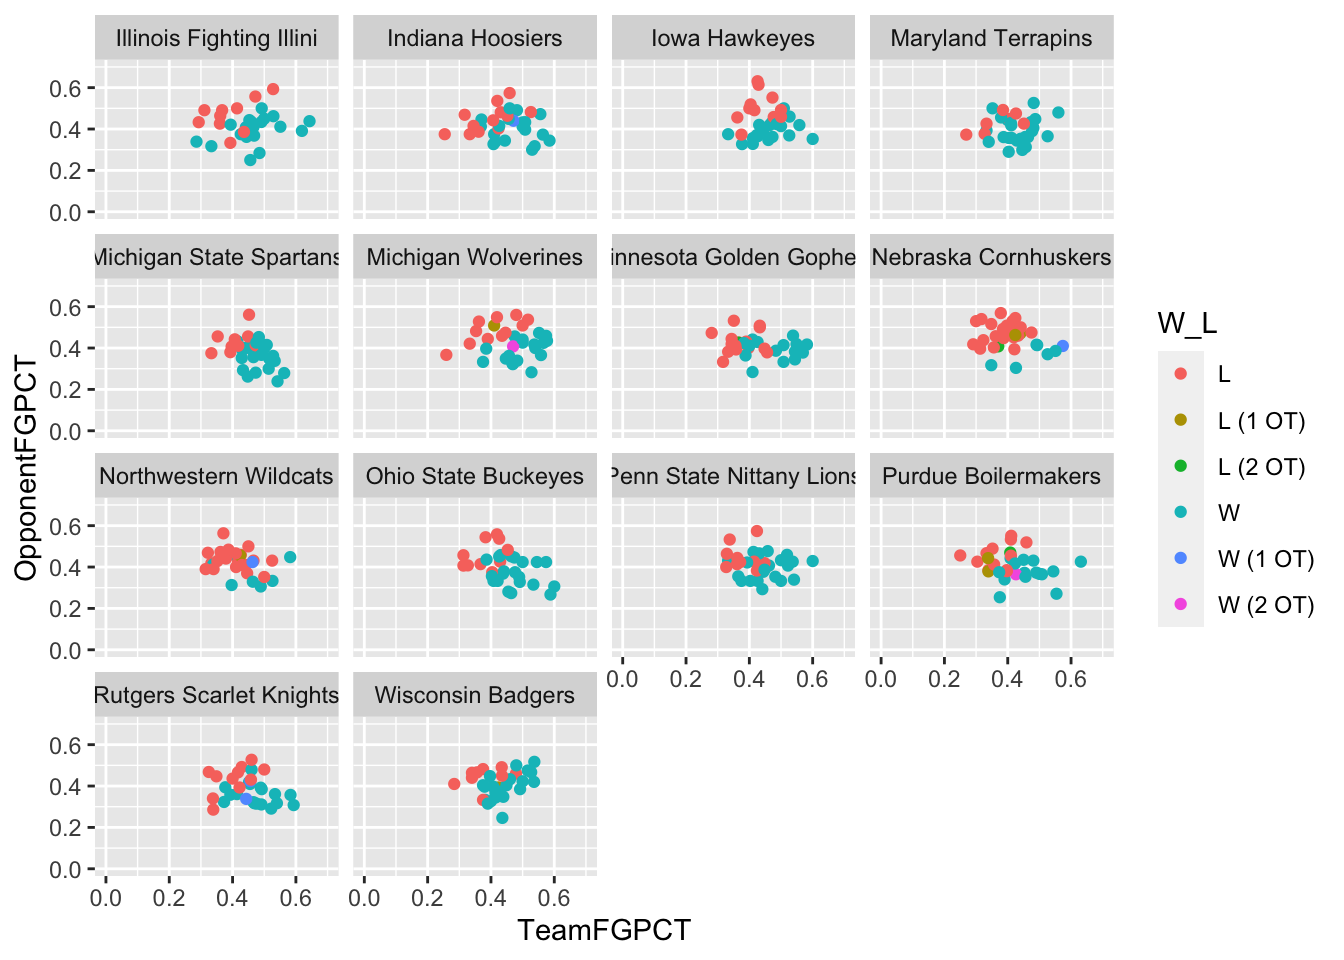 Illinois Fighting Illini Indiana Hoosiers Iowa Hawkeyes Maryland Terrapins
0.6
0.4
0.2
0.0
Michigan State Spartans Michigan Wolverines innesota Golden Gophe Nebraska Cornhuskers
0.6
0.4
0.2
0.0
Northwestern Wildcats Ohio State Buckeyes Penn State Nittany Lions Purdue Boilermakers
0.6
0.4
0.2
0.0
0.0 0.2 0.4 0.6 0.0 0.2 0.4 0.6
Rutgers Scarlet Knights Wisconsin Badgers
0.6
0.4
0.2
0.0
0.0 0.2 0.4 0.6 0.0 0.2 0.4 0.6
TeamFGPCT
OpponentFGPCT
W_L
L
L (1 OT)
L (2 OT)
W
W (1 OT)
W (2 OT)